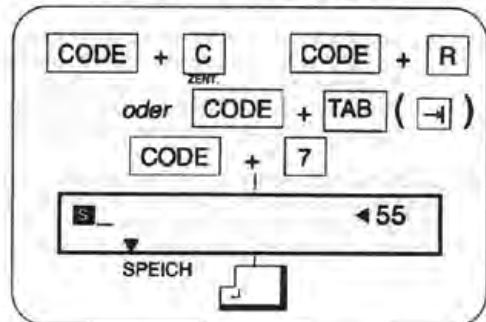 CODE + C CODE + R
ZENT.
oder CODE + TAB ( →| )
CODE + 7
S_ ◄55
SPEICH
↵